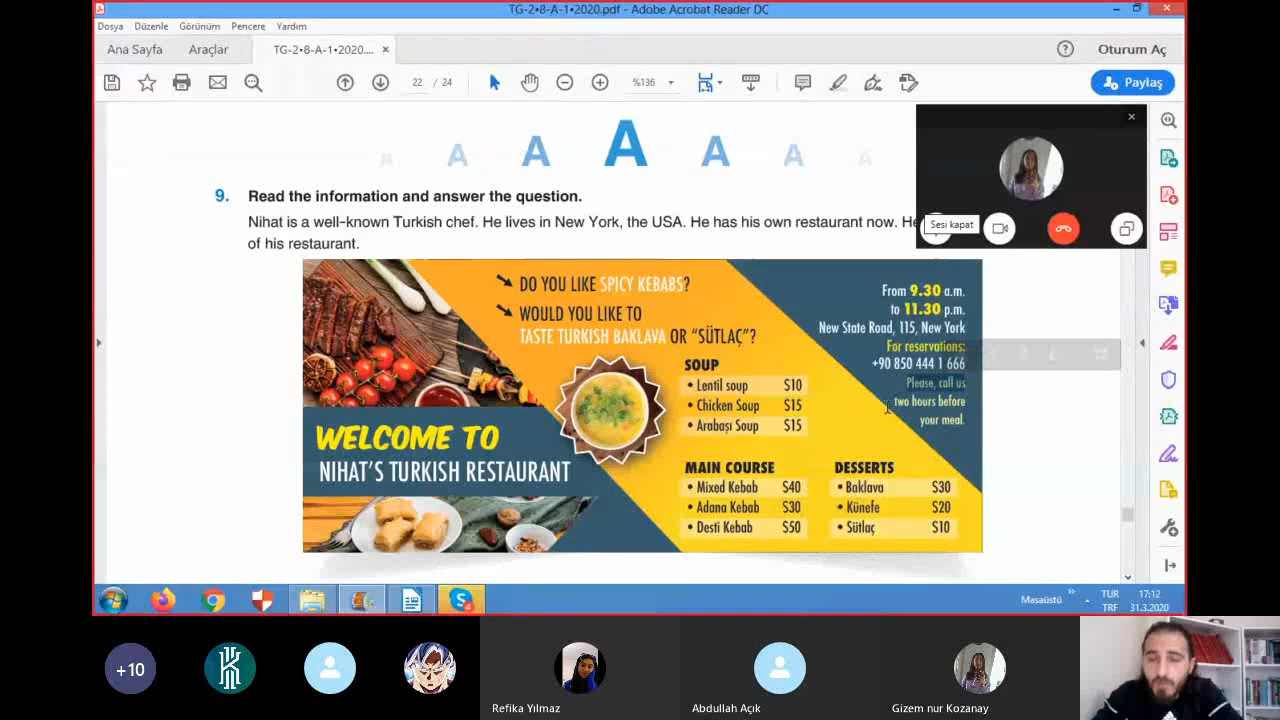 TG-2•8-A-1•2020.pdf - Adobe Acrobat Reader DC
Dosya Düzenle Görünüm Pencere Yardım
Ana Sayfa Araçlar TG-2•8-A-1•2020.... × Oturum Aç
22 / 24 %136 Paylaş
A A A A A A A
9. Read the information and answer the question.
Nihat is a well-known Turkish chef. He lives in New York, the USA. He has his own restaurant now. He
of his restaurant.
Sesi kapat
DO YOU LIKE SPICY KEBABS?
WOULD YOU LIKE TO
TASTE TURKISH BAKLAVA OR “SÜTLAÇ”?
From 9.30 a.m.
to 11.30 p.m.
New State Road, 115, New York
For reservations:
+90 850 444 1 666
Please, call us
two hours before
your meal.
SOUP
• Lentil soup $10
• Chicken Soup $15
• Arabaşı Soup $15
WELCOME TO
NIHAT'S TURKISH RESTAURANT
MAIN COURSE
• Mixed Kebab $40
• Adana Kebab $30
• Desti Kebab $50
DESSERTS
• Baklava $30
• Künefe $20
• Sütlaç $10
Masaüstü » TUR 17:12
TRF 31.3.2020
+10
Refika Yılmaz
Abdullah Açık
Gizem nur Kozanay